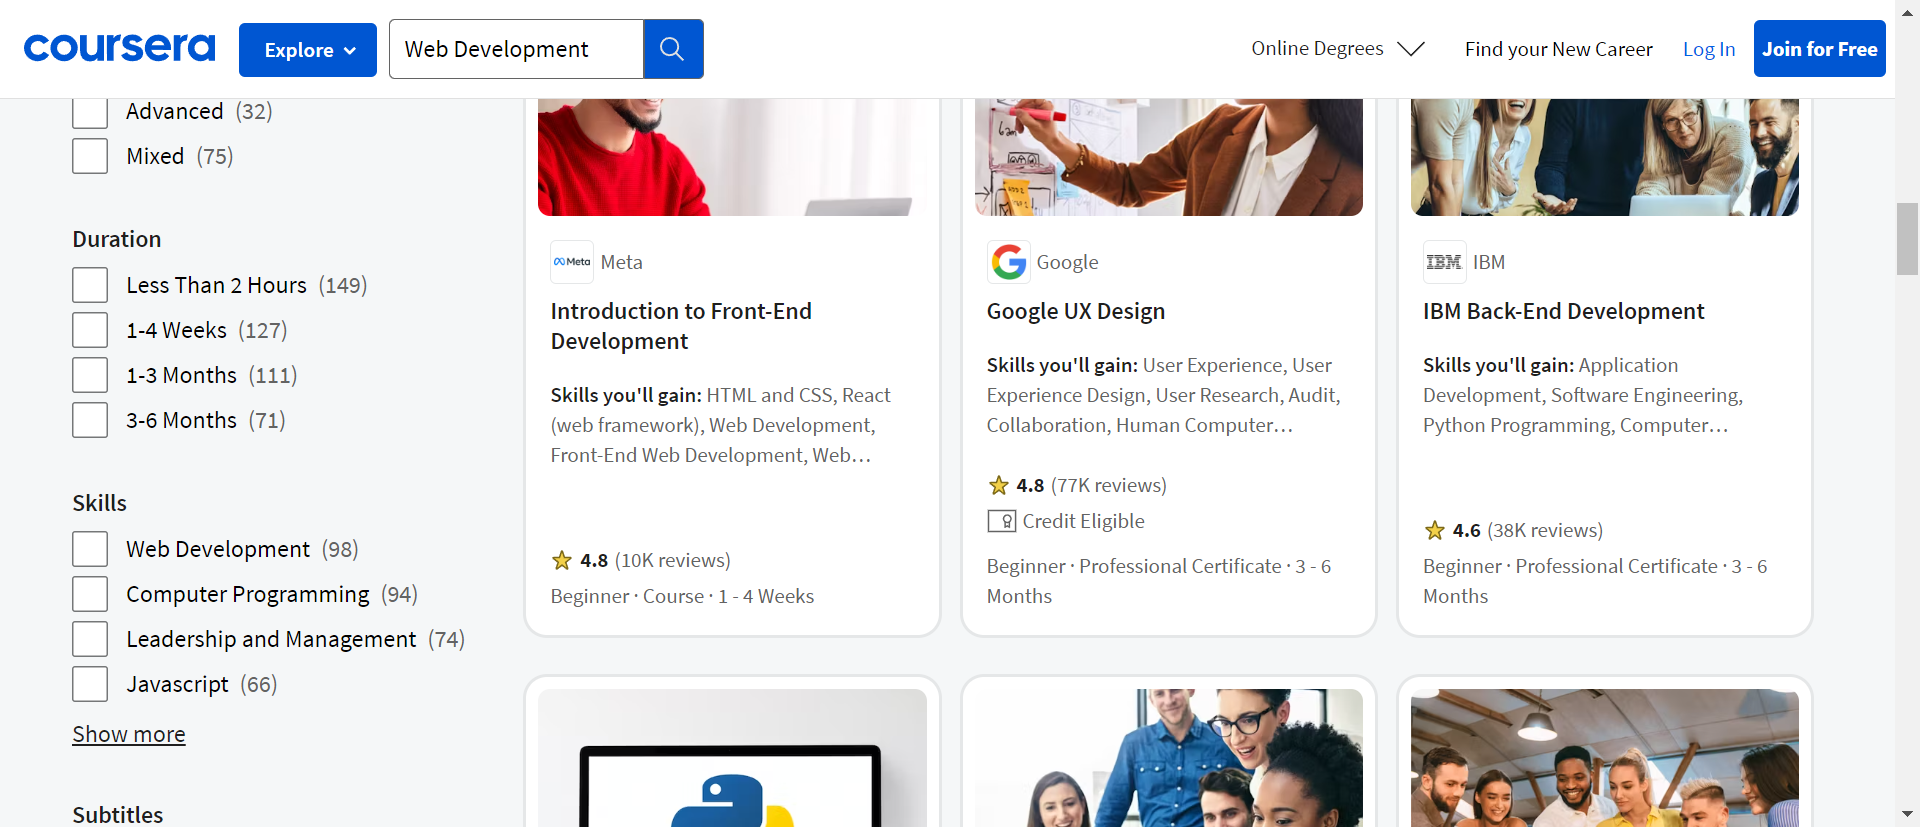 coursera
Explore
Web Development
Online Degrees
Find your New Career
Log In
Join for Free
Advanced (32)
Mixed (75)
Duration
Less Than 2 Hours (149)
1-4 Weeks (127)
1-3 Months (111)
3-6 Months (71)
Skills
Web Development (98)
Computer Programming (94)
Leadership and Management (74)
Javascript (66)
Show more
Subtitles
Meta Meta
Introduction to Front-End
Development
Skills you'll gain: HTML and CSS, React
(web framework), Web Development,
Front-End Web Development, Web...
4.8 (10K reviews)
Beginner · Course · 1 - 4 Weeks
Google
Google UX Design
Skills you'll gain: User Experience, User
Experience Design, User Research, Audit,
Collaboration, Human Computer...
4.8 (77K reviews)
Credit Eligible
Beginner · Professional Certificate · 3 - 6
Months
IBM IBM
IBM Back-End Development
Skills you'll gain: Application
Development, Software Engineering,
Python Programming, Computer...
4.6 (38K reviews)
Beginner · Professional Certificate · 3 - 6
Months